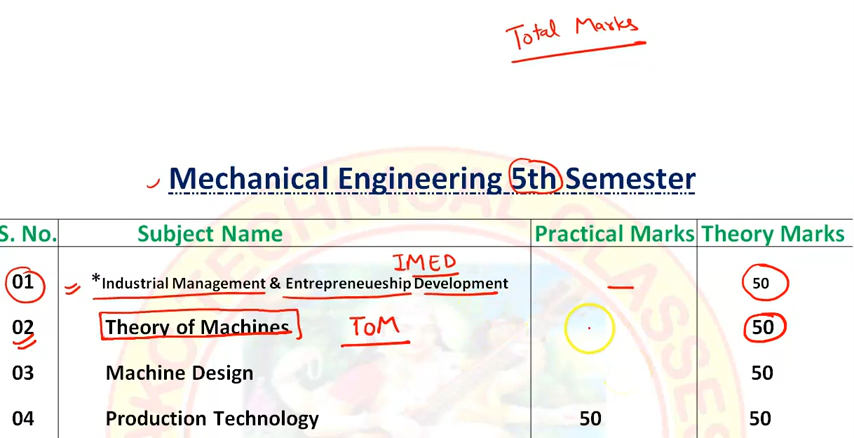 Total Marks
Mechanical Engineering 5th Semester
S. No. Subject Name Practical Marks Theory Marks
IMED
01 *Industrial Management & Entrepreneueship Development — 50
02 Theory of Machines TOM 50
03 Machine Design 50
04 Production Technology 50 50